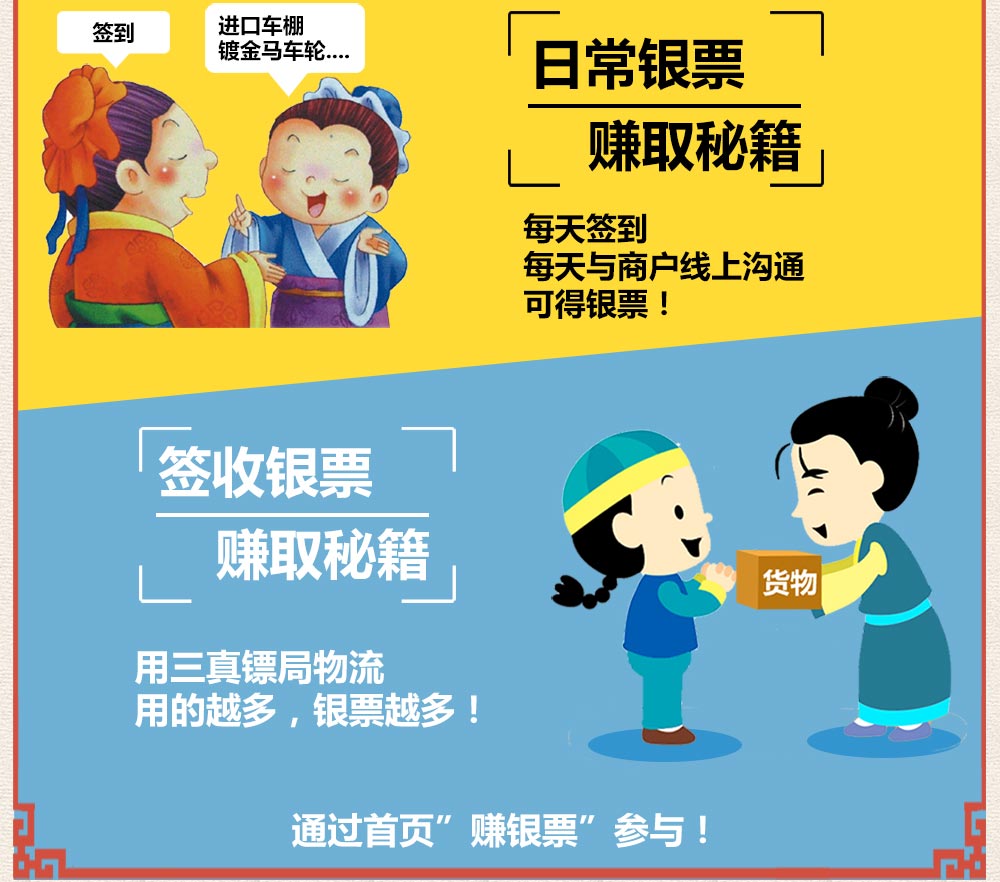 签到
进口车棚
镀金马车轮....
日常银票
赚取秘籍
每天签到
每天与商户线上沟通
可得银票！
签收银票
赚取秘籍
货物
用三真镖局物流
用的越多，银票越多！
通过首页”赚银票”参与！